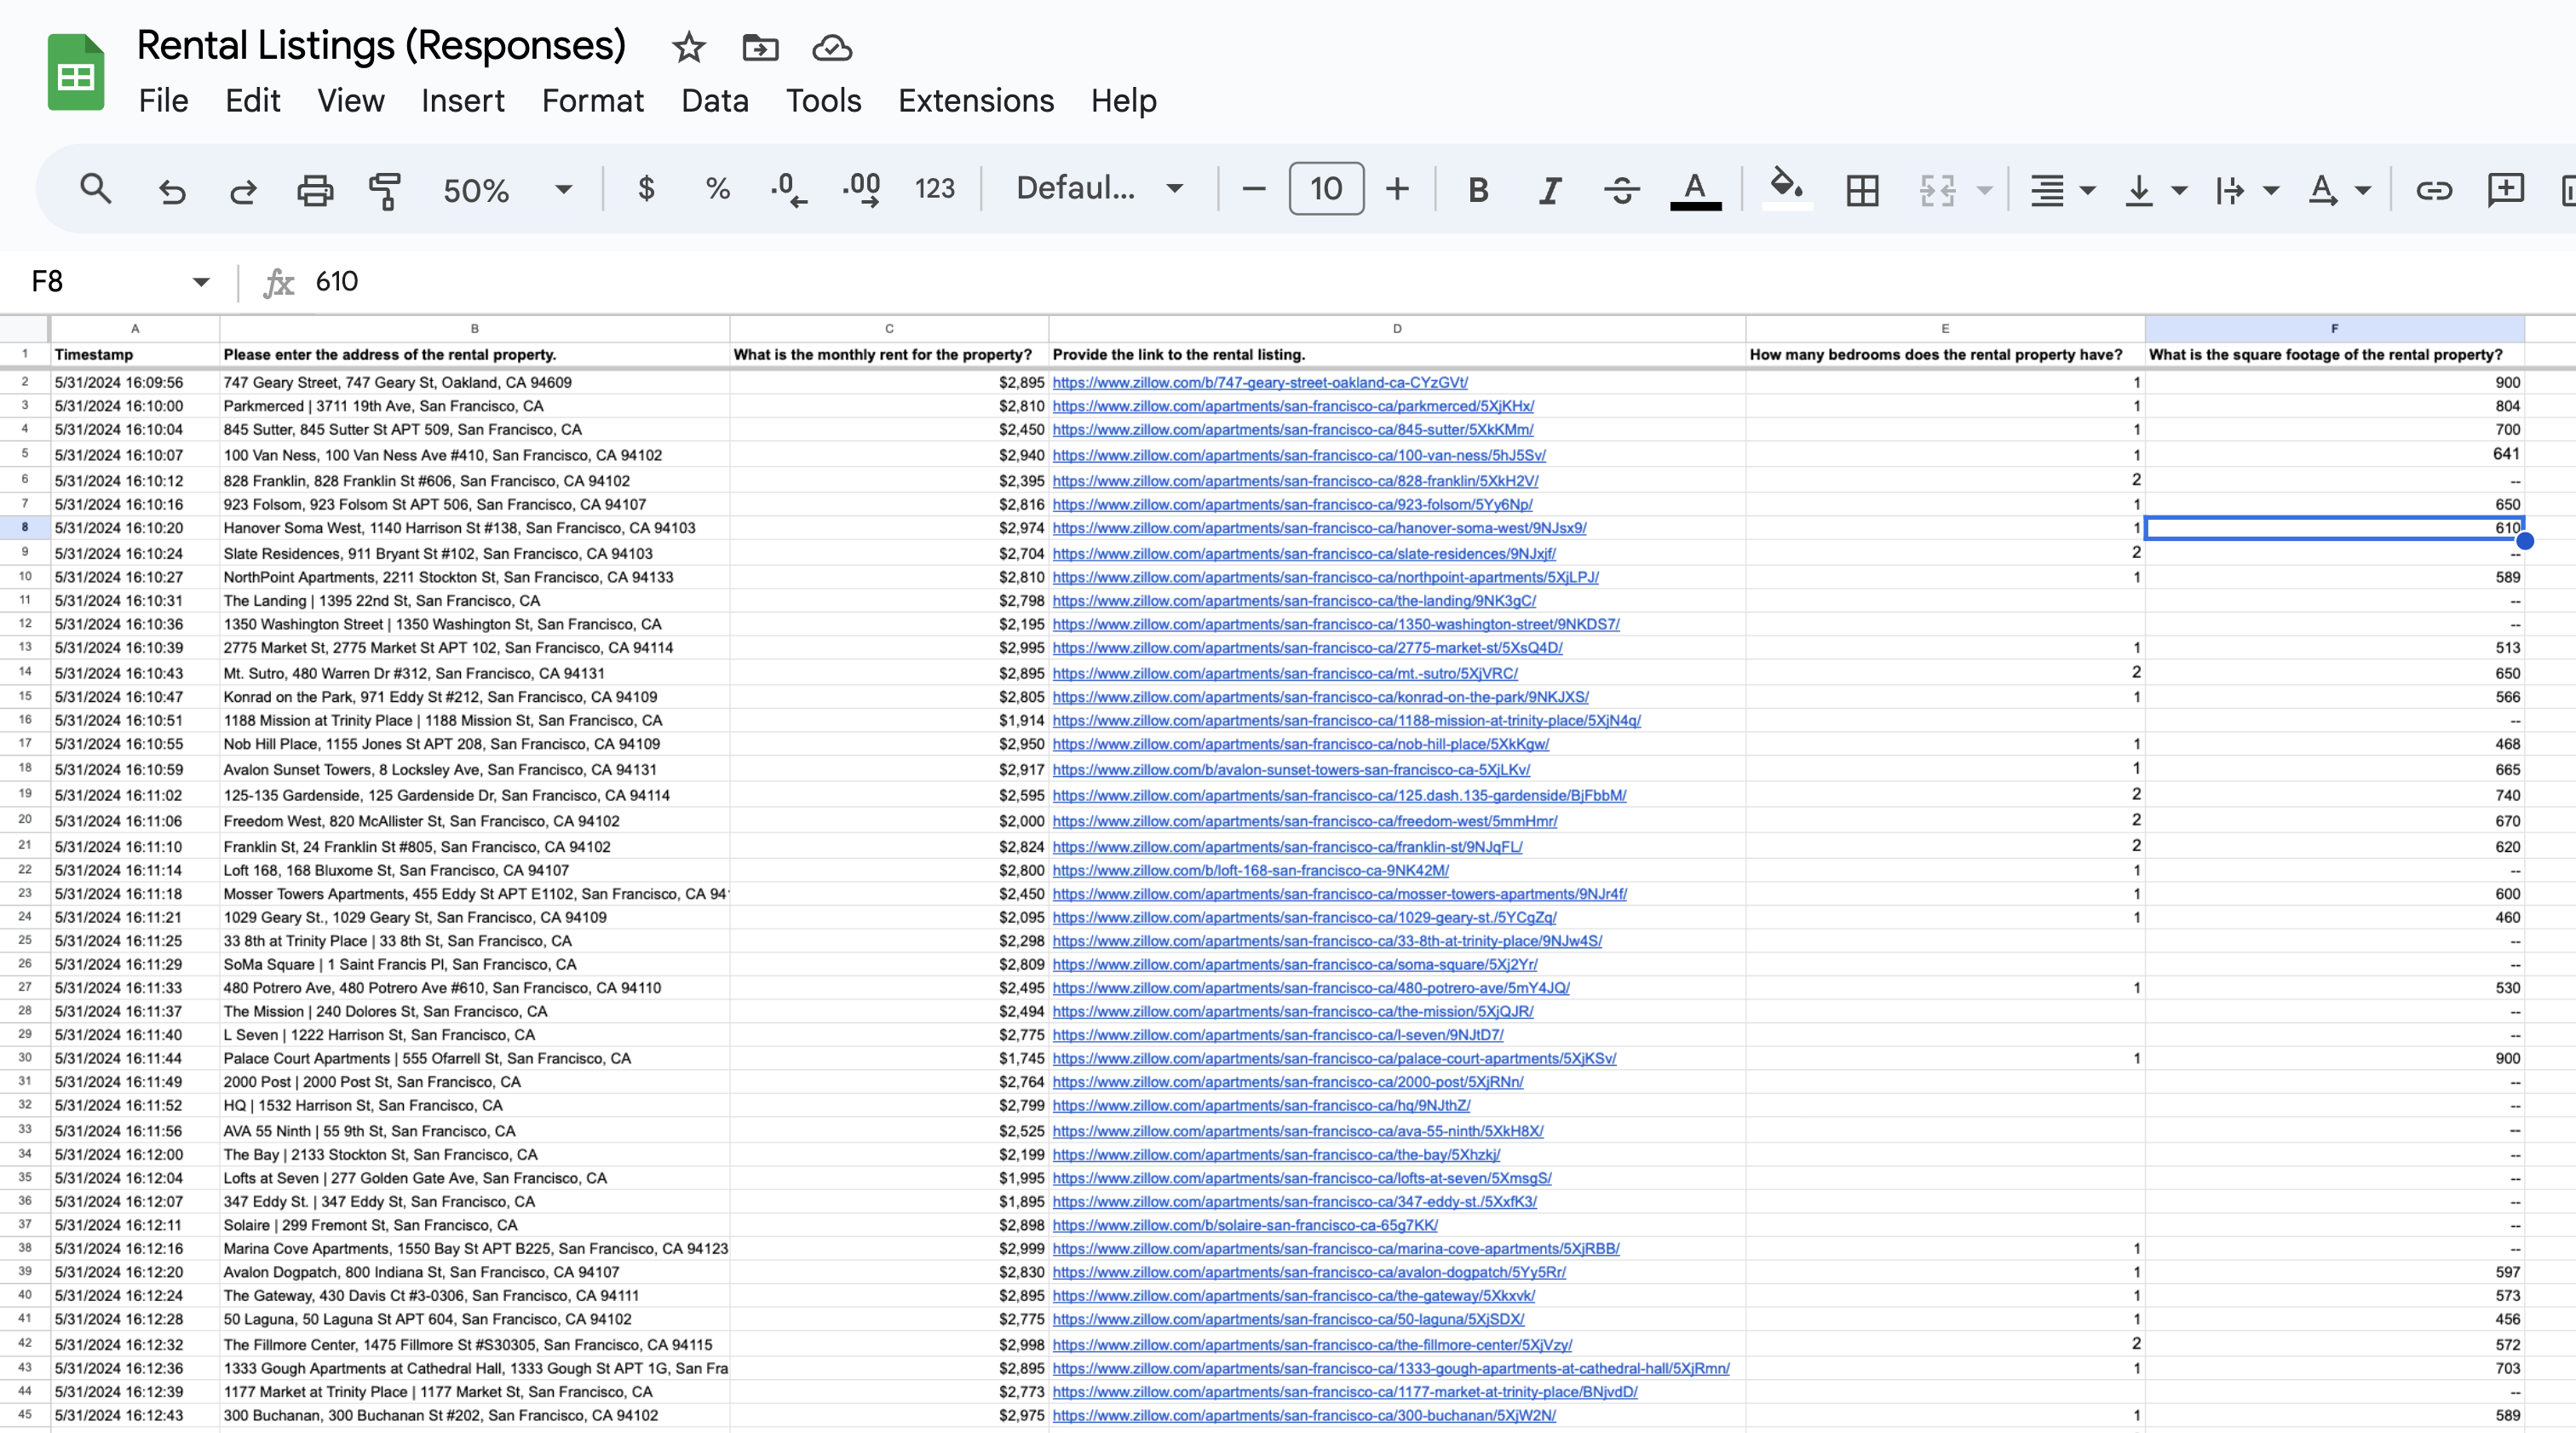 Rental Listings (Responses)
File Edit View Insert Format Data Tools Extensions Help
50% $ % .0 .00 123 Defaul... 10 B I A A
F8 fx 610
A B C D E F
1 Timestamp Please enter the address of the rental property. What is the monthly rent for the property? Provide the link to the rental listing. How many bedrooms does the rental property have? What is the square footage of the rental property?
2 5/31/2024 16:09:56 747 Geary Street, 747 Geary St, Oakland, CA 94609 $2,895 https://www.zillow.com/b/747-geary-street-oakland-ca-CYzGVt/ 1 900
3 5/31/2024 16:10:00 Parkmerced | 3711 19th Ave, San Francisco, CA $2,810 https://www.zillow.com/apartments/san-francisco-ca/parkmerced/5XjKHx/ 1 804
4 5/31/2024 16:10:04 845 Sutter, 845 Sutter St APT 509, San Francisco, CA $2,450 https://www.zillow.com/apartments/san-francisco-ca/845-sutter/5XkKMm/ 1 700
5 5/31/2024 16:10:07 100 Van Ness, 100 Van Ness Ave #410, San Francisco, CA 94102 $2,940 https://www.zillow.com/apartments/san-francisco-ca/100-van-ness/5hJ5Sv/ 1 641
6 5/31/2024 16:10:12 828 Franklin, 828 Franklin St #606, San Francisco, CA 94102 $2,395 https://www.zillow.com/apartments/san-francisco-ca/828-franklin/5XkH2V/ 2 --
7 5/31/2024 16:10:16 923 Folsom, 923 Folsom St APT 506, San Francisco, CA 94107 $2,816 https://www.zillow.com/apartments/san-francisco-ca/923-folsom/5Yy6Np/ 1 650
8 5/31/2024 16:10:20 Hanover Soma West, 1140 Harrison St #138, San Francisco, CA 94103 $2,974 https://www.zillow.com/apartments/san-francisco-ca/hanover-soma-west/9NJsx9/ 1 610
9 5/31/2024 16:10:24 Slate Residences, 911 Bryant St #102, San Francisco, CA 94103 $2,704 https://www.zillow.com/apartments/san-francisco-ca/slate-residences/9NJxjf/ 2 --
10 5/31/2024 16:10:27 NorthPoint Apartments, 2211 Stockton St, San Francisco, CA 94133 $2,810 https://www.zillow.com/apartments/san-francisco-ca/northpoint-apartments/5XjLPJ/ 1 589
11 5/31/2024 16:10:31 The Landing | 1395 22nd St, San Francisco, CA $2,798 https://www.zillow.com/apartments/san-francisco-ca/the-landing/9NK3gC/ --
12 5/31/2024 16:10:36 1350 Washington Street | 1350 Washington St, San Francisco, CA $2,195 https://www.zillow.com/apartments/san-francisco-ca/1350-washington-street/9NKDS7/ --
13 5/31/2024 16:10:39 2775 Market St, 2775 Market St APT 102, San Francisco, CA 94114 $2,995 https://www.zillow.com/apartments/san-francisco-ca/2775-market-st/5XsQ4D/ 1 513
14 5/31/2024 16:10:43 Mt. Sutro, 480 Warren Dr #312, San Francisco, CA 94131 $2,895 https://www.zillow.com/apartments/san-francisco-ca/mt.-sutro/5XjVRC/ 2 650
15 5/31/2024 16:10:47 Konrad on the Park, 971 Eddy St #212, San Francisco, CA 94109 $2,805 https://www.zillow.com/apartments/san-francisco-ca/konrad-on-the-park/9NKJXS/ 1 566
16 5/31/2024 16:10:51 1188 Mission at Trinity Place | 1188 Mission St, San Francisco, CA $1,914 https://www.zillow.com/apartments/san-francisco-ca/1188-mission-at-trinity-place/5XjN4q/ --
17 5/31/2024 16:10:55 Nob Hill Place, 1155 Jones St APT 208, San Francisco, CA 94109 $2,950 https://www.zillow.com/apartments/san-francisco-ca/nob-hill-place/5XkKgw/ 1 468
18 5/31/2024 16:10:59 Avalon Sunset Towers, 8 Locksley Ave, San Francisco, CA 94131 $2,917 https://www.zillow.com/b/avalon-sunset-towers-san-francisco-ca-5XjLKv/ 1 665
19 5/31/2024 16:11:02 125-135 Gardenside, 125 Gardenside Dr, San Francisco, CA 94114 $2,595 https://www.zillow.com/apartments/san-francisco-ca/125.dash.135-gardenside/BjFbbM/ 2 740
20 5/31/2024 16:11:06 Freedom West, 820 McAllister St, San Francisco, CA 94102 $2,000 https://www.zillow.com/apartments/san-francisco-ca/freedom-west/5mmHmr/ 2 670
21 5/31/2024 16:11:10 Franklin St, 24 Franklin St #805, San Francisco, CA 94102 $2,824 https://www.zillow.com/apartments/san-francisco-ca/franklin-st/9NJqFL/ 2 620
22 5/31/2024 16:11:14 Loft 168, 168 Bluxome St, San Francisco, CA 94107 $2,800 https://www.zillow.com/b/loft-168-san-francisco-ca-9NK42M/ 1 --
23 5/31/2024 16:11:18 Mosser Towers Apartments, 455 Eddy St APT E1102, San Francisco, CA 94 $2,450 https://www.zillow.com/apartments/san-francisco-ca/mosser-towers-apartments/9NJr4f/ 1 600
24 5/31/2024 16:11:21 1029 Geary St., 1029 Geary St, San Francisco, CA 94109 $2,095 https://www.zillow.com/apartments/san-francisco-ca/1029-geary-st./5YCgZq/ 1 460
25 5/31/2024 16:11:25 33 8th at Trinity Place | 33 8th St, San Francisco, CA $2,298 https://www.zillow.com/apartments/san-francisco-ca/33-8th-at-trinity-place/9NJw4S/ --
26 5/31/2024 16:11:29 SoMa Square | 1 Saint Francis Pl, San Francisco, CA $2,809 https://www.zillow.com/apartments/san-francisco-ca/soma-square/5Xj2Yr/ --
27 5/31/2024 16:11:33 480 Potrero Ave, 480 Potrero Ave #610, San Francisco, CA 94110 $2,495 https://www.zillow.com/apartments/san-francisco-ca/480-potrero-ave/5mY4JQ/ 1 530
28 5/31/2024 16:11:37 The Mission | 240 Dolores St, San Francisco, CA $2,494 https://www.zillow.com/apartments/san-francisco-ca/the-mission/5XjQJR/ --
29 5/31/2024 16:11:40 L Seven | 1222 Harrison St, San Francisco, CA $2,775 https://www.zillow.com/apartments/san-francisco-ca/l-seven/9NJtD7/ --
30 5/31/2024 16:11:44 Palace Court Apartments | 555 Ofarrell St, San Francisco, CA $1,745 https://www.zillow.com/apartments/san-francisco-ca/palace-court-apartments/5XjKSv/ 1 900
31 5/31/2024 16:11:49 2000 Post | 2000 Post St, San Francisco, CA $2,764 https://www.zillow.com/apartments/san-francisco-ca/2000-post/5XjRNn/ --
32 5/31/2024 16:11:52 HQ | 1532 Harrison St, San Francisco, CA $2,799 https://www.zillow.com/apartments/san-francisco-ca/hq/9NJthZ/ --
33 5/31/2024 16:11:56 AVA 55 Ninth | 55 9th St, San Francisco, CA $2,525 https://www.zillow.com/apartments/san-francisco-ca/ava-55-ninth/5XkH8X/ --
34 5/31/2024 16:12:00 The Bay | 2133 Stockton St, San Francisco, CA $2,199 https://www.zillow.com/apartments/san-francisco-ca/the-bay/5Xhzkj/ --
35 5/31/2024 16:12:04 Lofts at Seven | 277 Golden Gate Ave, San Francisco, CA $1,995 https://www.zillow.com/apartments/san-francisco-ca/lofts-at-seven/5XmsgS/ --
36 5/31/2024 16:12:07 347 Eddy St. | 347 Eddy St, San Francisco, CA $1,895 https://www.zillow.com/apartments/san-francisco-ca/347-eddy-st./5XxfK3/ --
37 5/31/2024 16:12:11 Solaire | 299 Fremont St, San Francisco, CA $2,898 https://www.zillow.com/b/solaire-san-francisco-ca-65g7KK/ --
38 5/31/2024 16:12:16 Marina Cove Apartments, 1550 Bay St APT B225, San Francisco, CA 94123 $2,999 https://www.zillow.com/apartments/san-francisco-ca/marina-cove-apartments/5XjRBB/ 1 --
39 5/31/2024 16:12:20 Avalon Dogpatch, 800 Indiana St, San Francisco, CA 94107 $2,830 https://www.zillow.com/apartments/san-francisco-ca/avalon-dogpatch/5Yy5Rr/ 1 597
40 5/31/2024 16:12:24 The Gateway, 430 Davis Ct #3-0306, San Francisco, CA 94111 $2,895 https://www.zillow.com/apartments/san-francisco-ca/the-gateway/5Xkxvk/ 1 573
41 5/31/2024 16:12:28 50 Laguna, 50 Laguna St APT 604, San Francisco, CA 94102 $2,775 https://www.zillow.com/apartments/san-francisco-ca/50-laguna/5XjSDX/ 1 456
42 5/31/2024 16:12:32 The Fillmore Center, 1475 Fillmore St #S30305, San Francisco, CA 94115 $2,998 https://www.zillow.com/apartments/san-francisco-ca/the-fillmore-center/5XjVzy/ 2 572
43 5/31/2024 16:12:36 1333 Gough Apartments at Cathedral Hall, 1333 Gough St APT 1G, San Fra $2,895 https://www.zillow.com/apartments/san-francisco-ca/1333-gough-apartments-at-cathedral-hall/5XjRmn/ 1 703
44 5/31/2024 16:12:39 1177 Market at Trinity Place | 1177 Market St, San Francisco, CA $2,773 https://www.zillow.com/apartments/san-francisco-ca/1177-market-at-trinity-place/BNjvdD/ --
45 5/31/2024 16:12:43 300 Buchanan, 300 Buchanan St #202, San Francisco, CA 94102 $2,975 https://www.zillow.com/apartments/san-francisco-ca/300-buchanan/5XjW2N/ 1 589